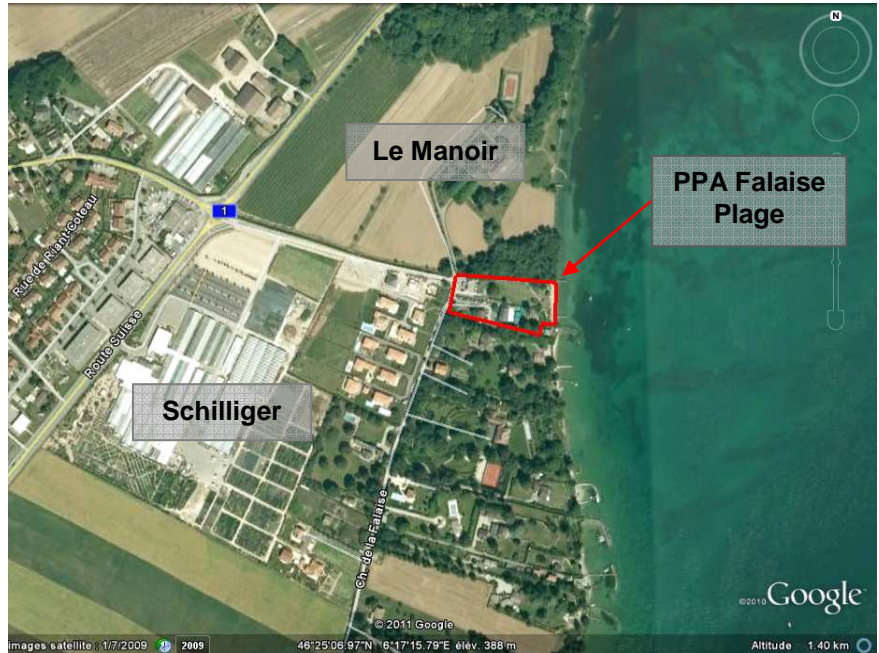 N
Le Manoir
PPA Falaise
Plage
1
Rue de Riant-Coteau
Route Suisse
Schilliger
Ch. de la Falaise
©2010 Google
© 2011 Google
images satellite : 1/7/2009 2009 46°25'06.97"N 6°17'15.79"E élév. 388 m Altitude 1.40 km